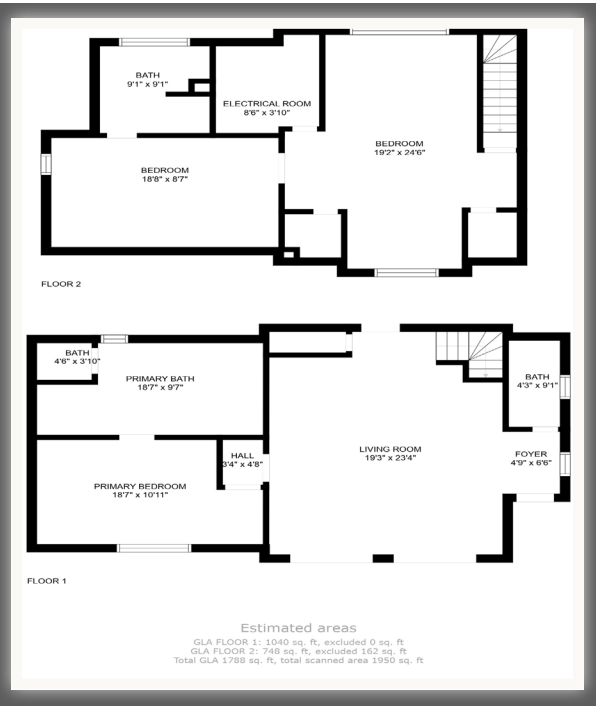 BATH
9'1" x 9'1"
ELECTRICAL ROOM
8'6" x 3'10"
BEDROOM
19'2" x 24'6"
BEDROOM
18'8" x 8'7"
FLOOR 2
BATH
4'6" x 3'10"
PRIMARY BATH
18'7" x 9'7"
BATH
4'3" x 9'1"
HALL
3'4" x 4'8"
LIVING ROOM
19'3" x 23'4"
FOYER
4'9" x 6'6"
PRIMARY BEDROOM
18'7" x 10'11"
FLOOR 1
Estimated areas
GLA FLOOR 1: 1040 sq. ft, excluded 0 sq. ft
GLA FLOOR 2: 748 sq. ft, excluded 162 sq. ft
Total GLA 1788 sq. ft, total scanned area 1950 sq. ft